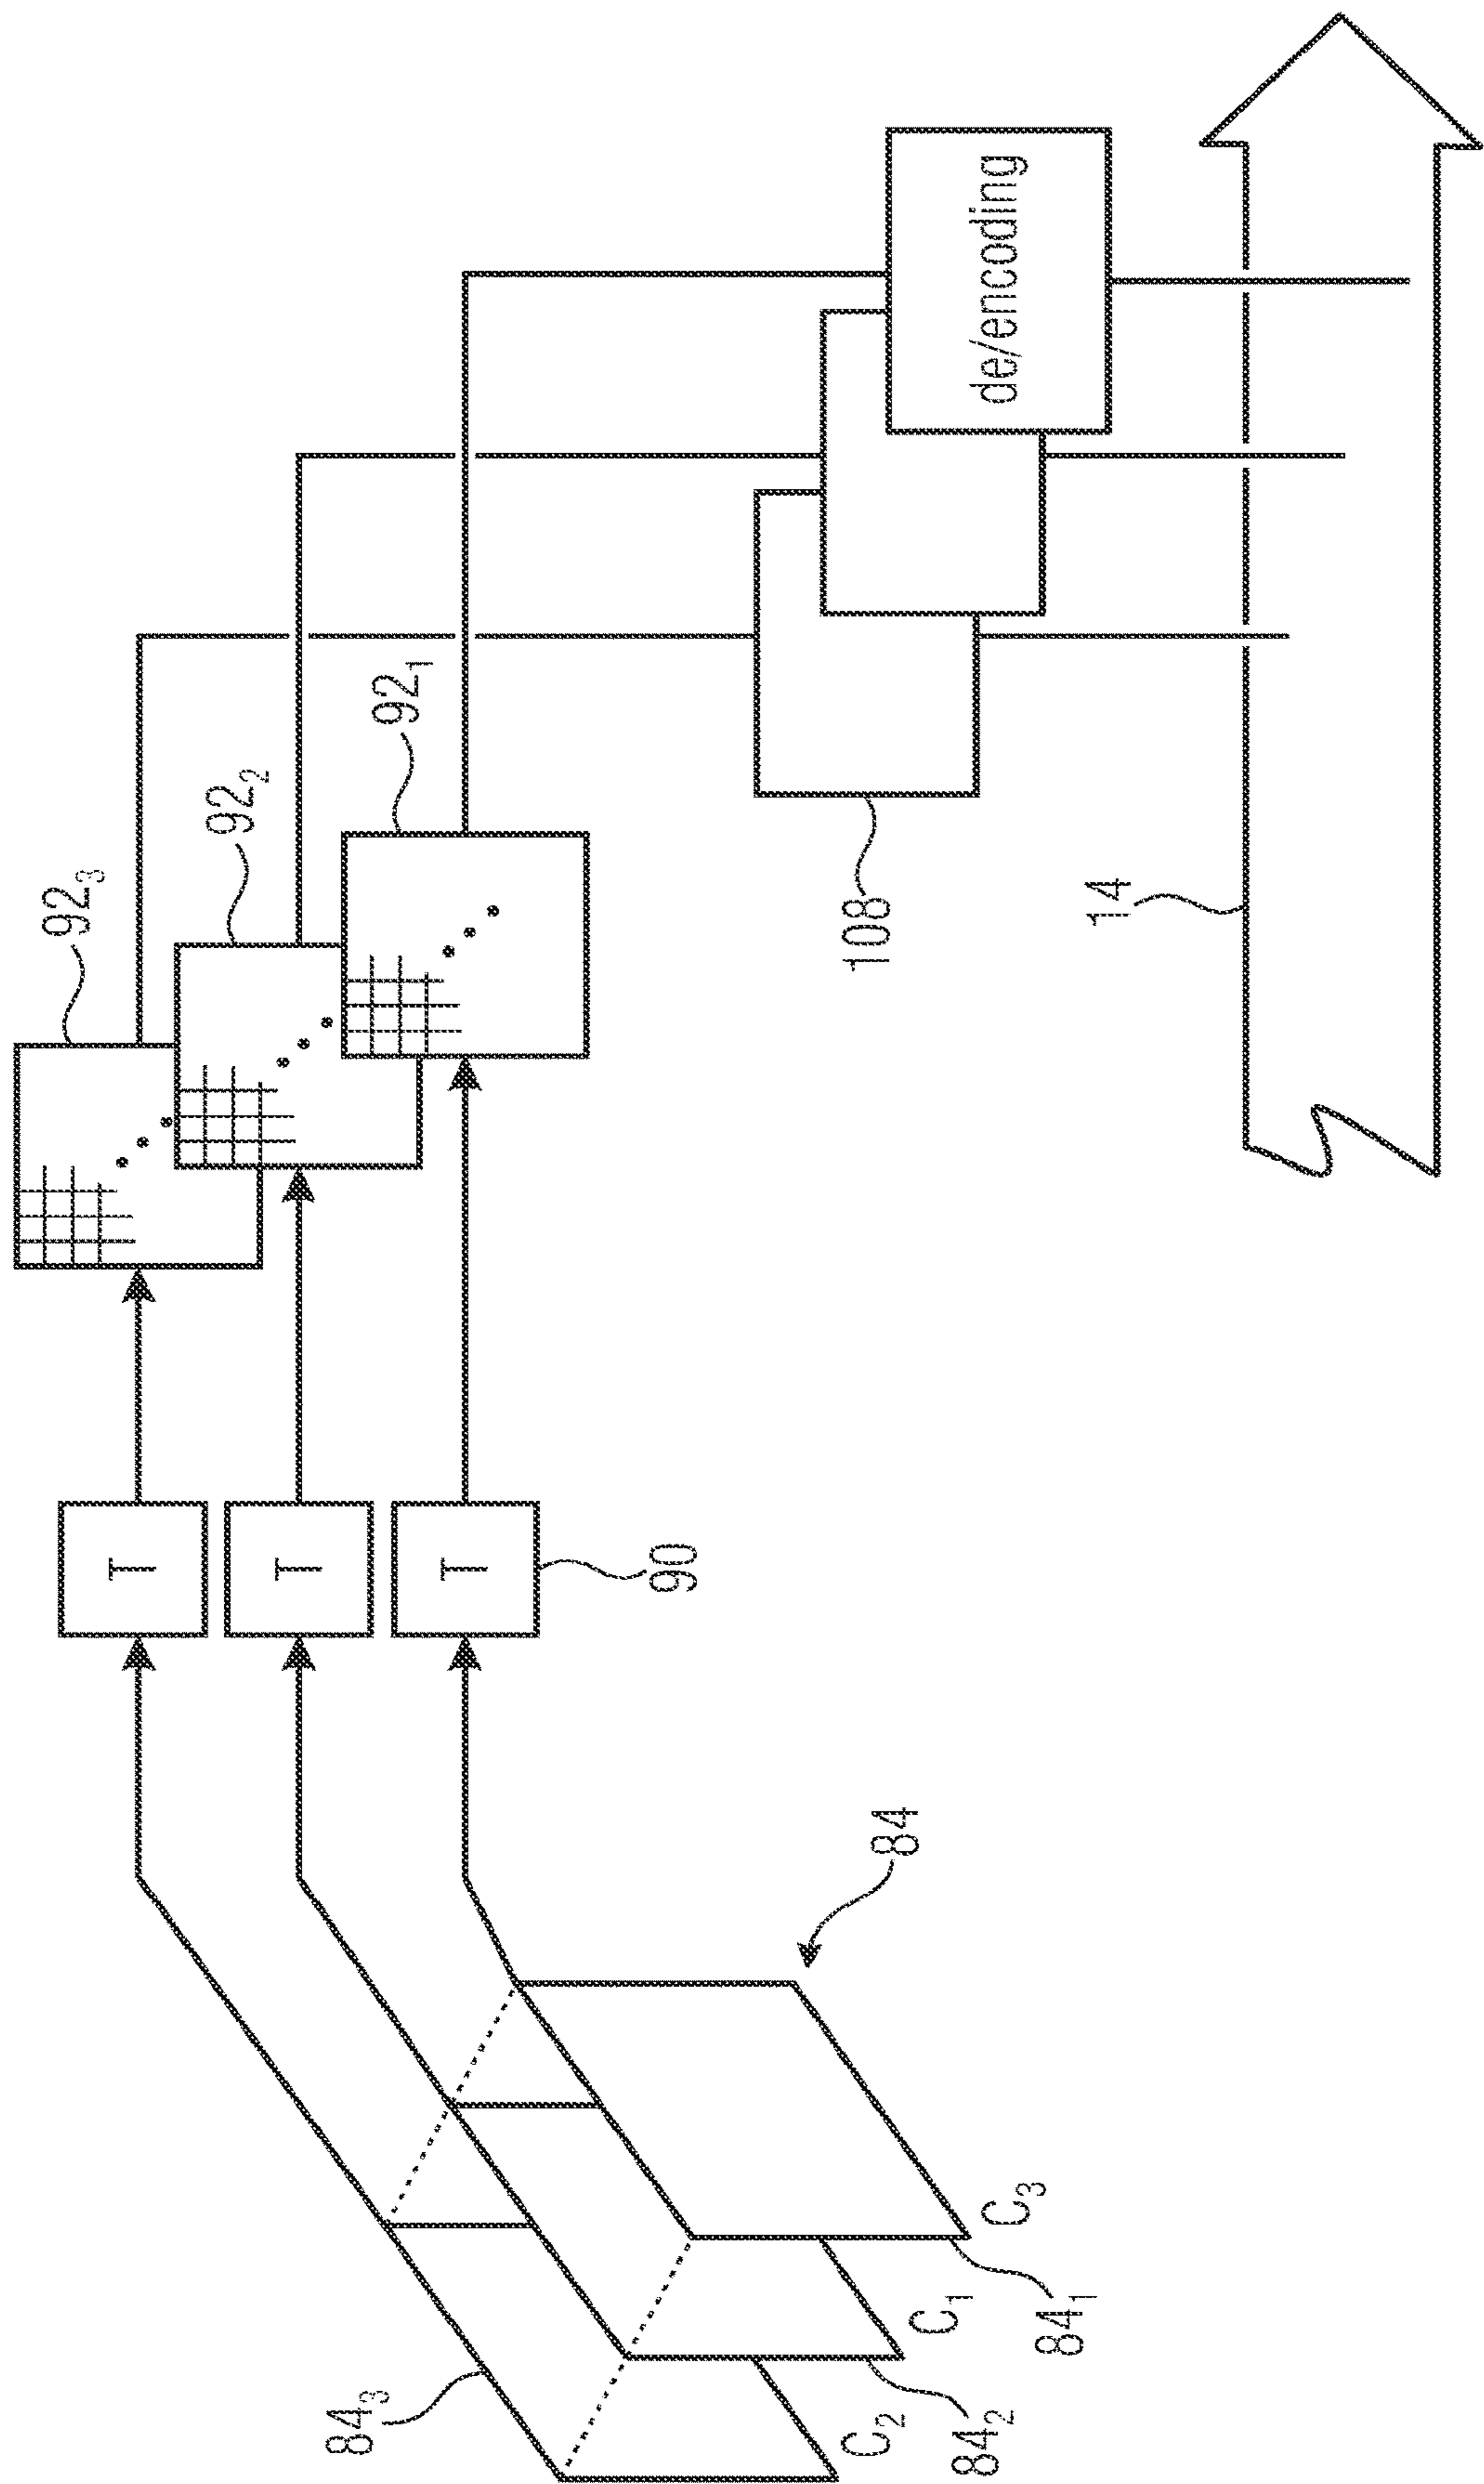 84₃
C₂
84₂
C₁
84₁
C₃
84
T
T
T
90
92₃
92₂
92₁
108
de/encoding
14